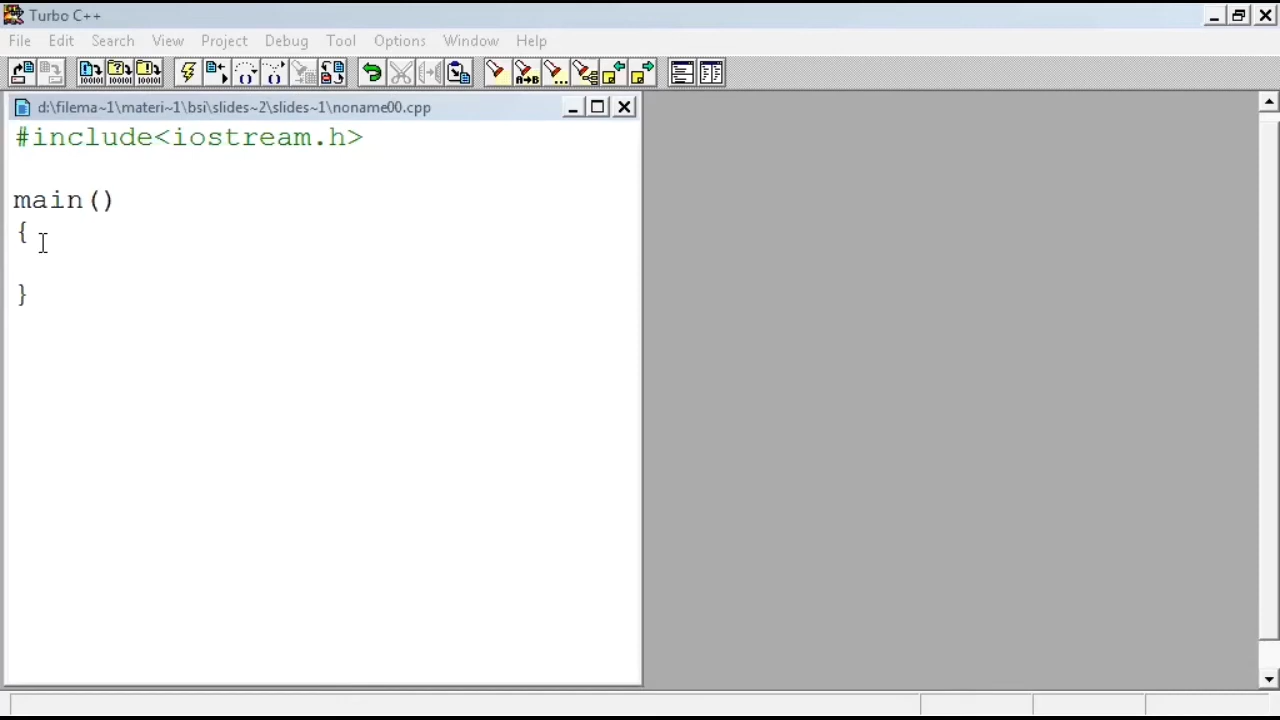 Turbo C++
File Edit Search View Project Debug Tool Options Window Help
d:\filema~1\materi~1\bsi\slides~2\slides~1\noname00.cpp
#include<iostream.h>
main()
{
}